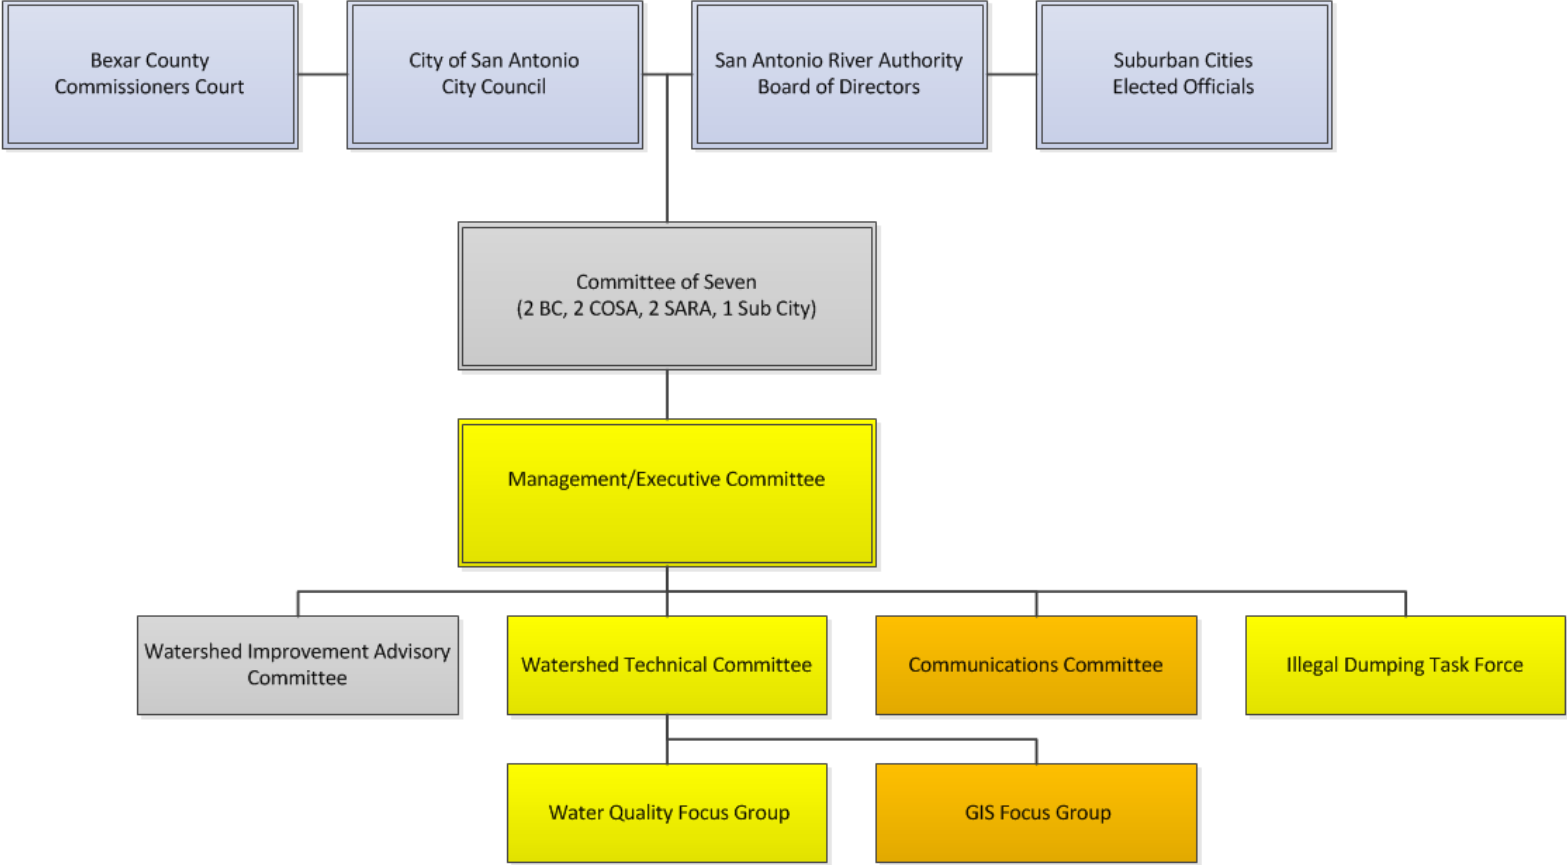 Bexar County
Commissioners Court
City of San Antonio
City Council
San Antonio River Authority
Board of Directors
Suburban Cities
Elected Officials
Committee of Seven
(2 BC, 2 COSA, 2 SARA, 1 Sub City)
Management/Executive Committee
Watershed Improvement Advisory
Committee
Watershed Technical Committee
Communications Committee
Illegal Dumping Task Force
Water Quality Focus Group
GIS Focus Group